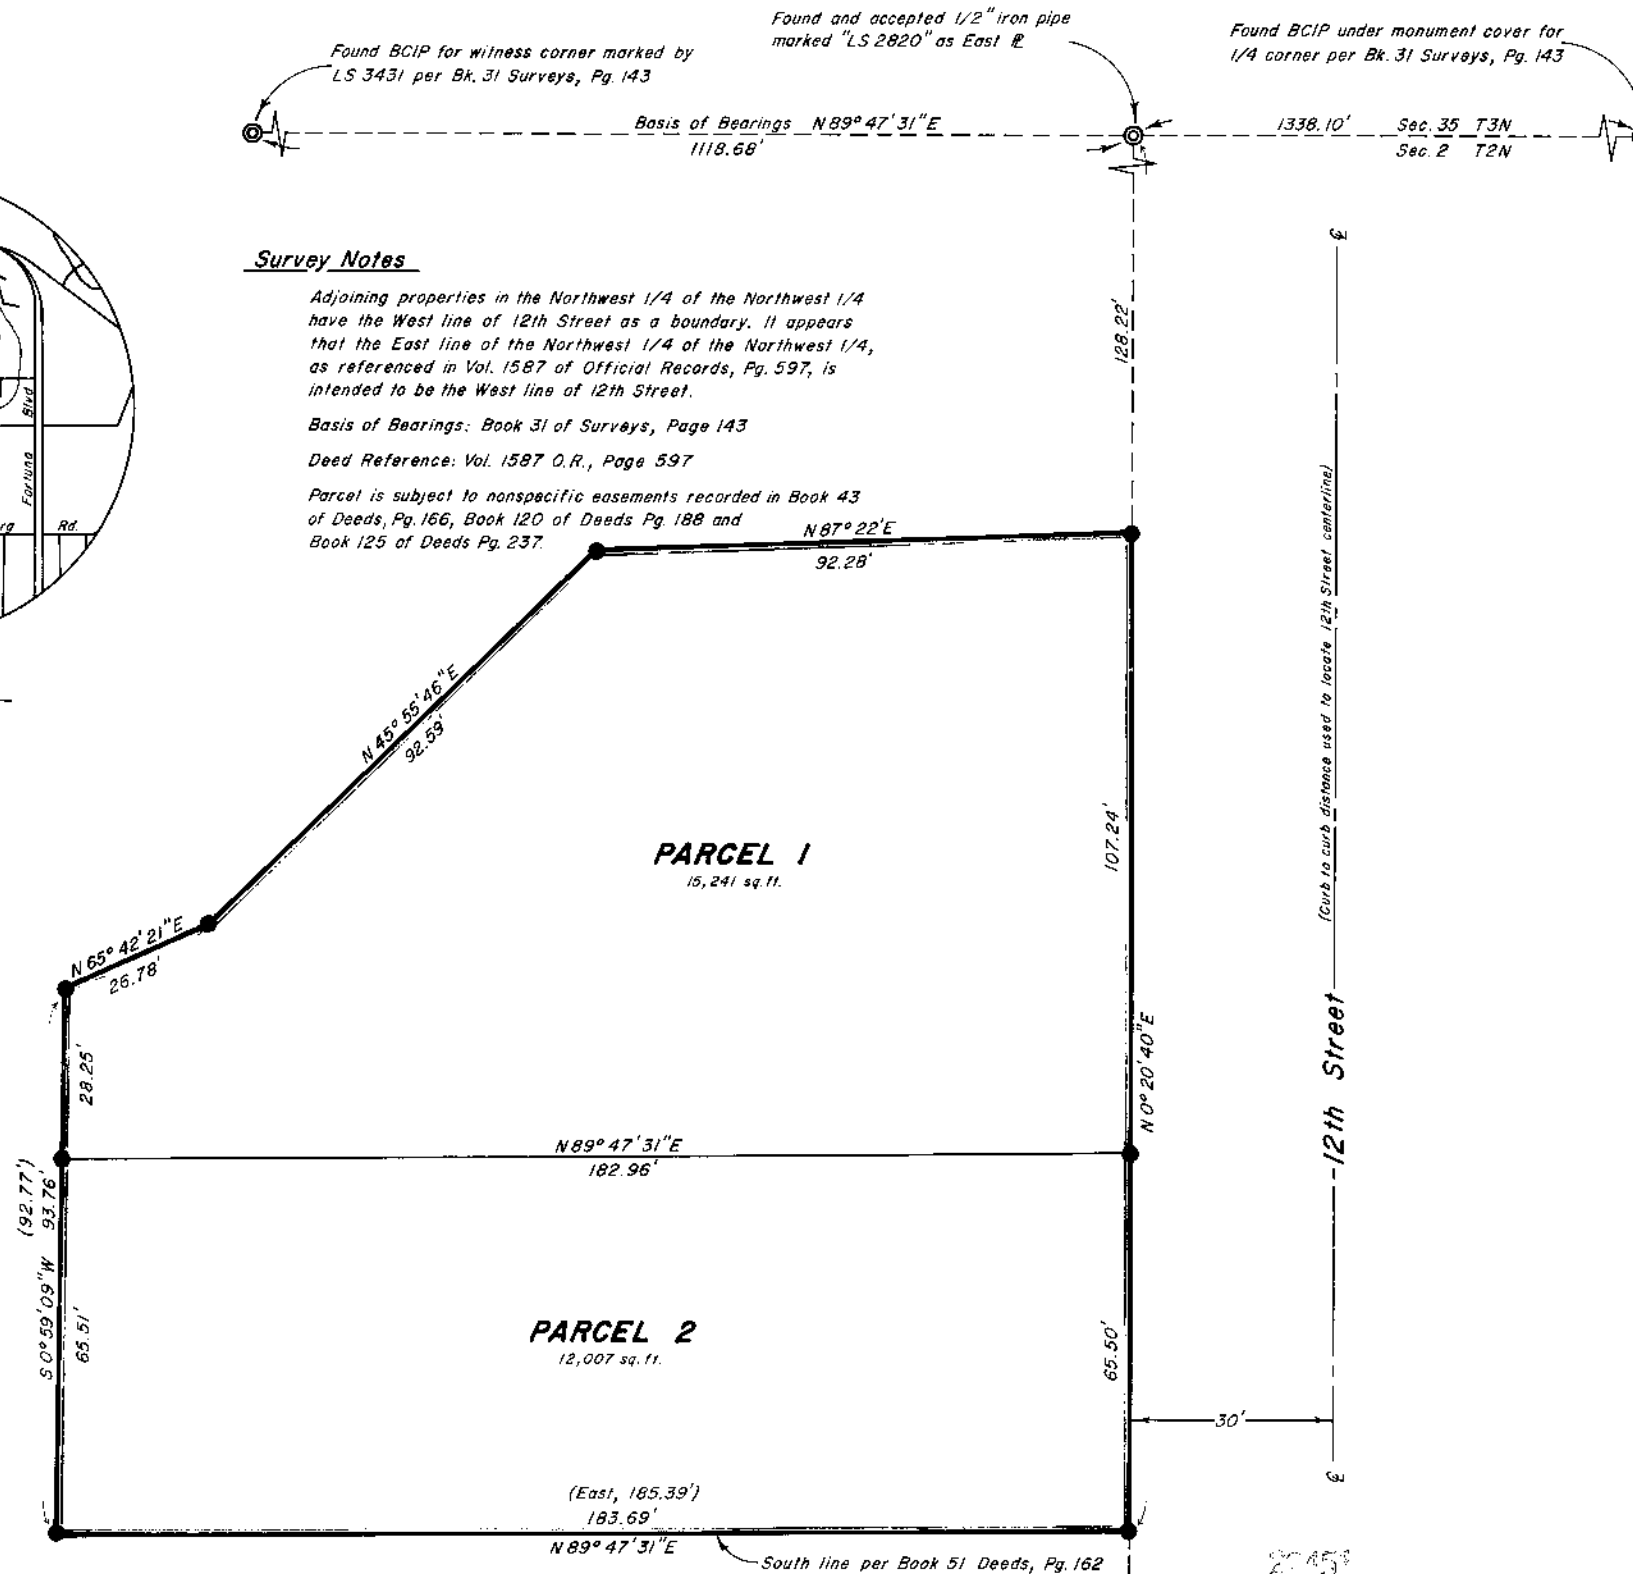 Found BCIP for witness corner marked by
LS 3431 per Bk. 31 Surveys, Pg. 143
Found and accepted 1/2" iron pipe
marked "LS 2820" as East ⅊
Found BCIP under monument cover for
1/4 corner per Bk. 31 Surveys, Pg. 143
Basis of Bearings N89°47'31"E
1118.68'
1338.10' Sec. 35 T3N
Sec. 2 T2N
128.22'
℄
Survey Notes
Adjoining properties in the Northwest 1/4 of the Northwest 1/4
have the West line of 12th Street as a boundary. It appears
that the East line of the Northwest 1/4 of the Northwest 1/4,
as referenced in Vol. 1587 of Official Records, Pg. 597, is
intended to be the West line of 12th Street.
Basis of Bearings: Book 31 of Surveys, Page 143
Deed Reference: Vol. 1587 O.R., Page 597
Parcel is subject to nonspecific easements recorded in Book 43
of Deeds, Pg. 166, Book 120 of Deeds Pg. 188 and
Book 125 of Deeds Pg. 237.
Fortuna Blvd
Rd.
N87°22'E
92.28'
N45°55'46"E
92.59'
N65°42'21"E
26.78'
28.25'
PARCEL 1
15,241 sq.ft.
107.24'
N0°20'40"E
(Curb to curb distance used to locate 12th Street centerline)
12th Street
N89°47'31"E
182.96'
(92.77')
93.76'
S0°59'09"W
65.51'
PARCEL 2
12,007 sq.ft.
65.50'
30'
℄
(East, 185.39')
183.69'
N89°47'31"E
South line per Book 51 Deeds, Pg. 162